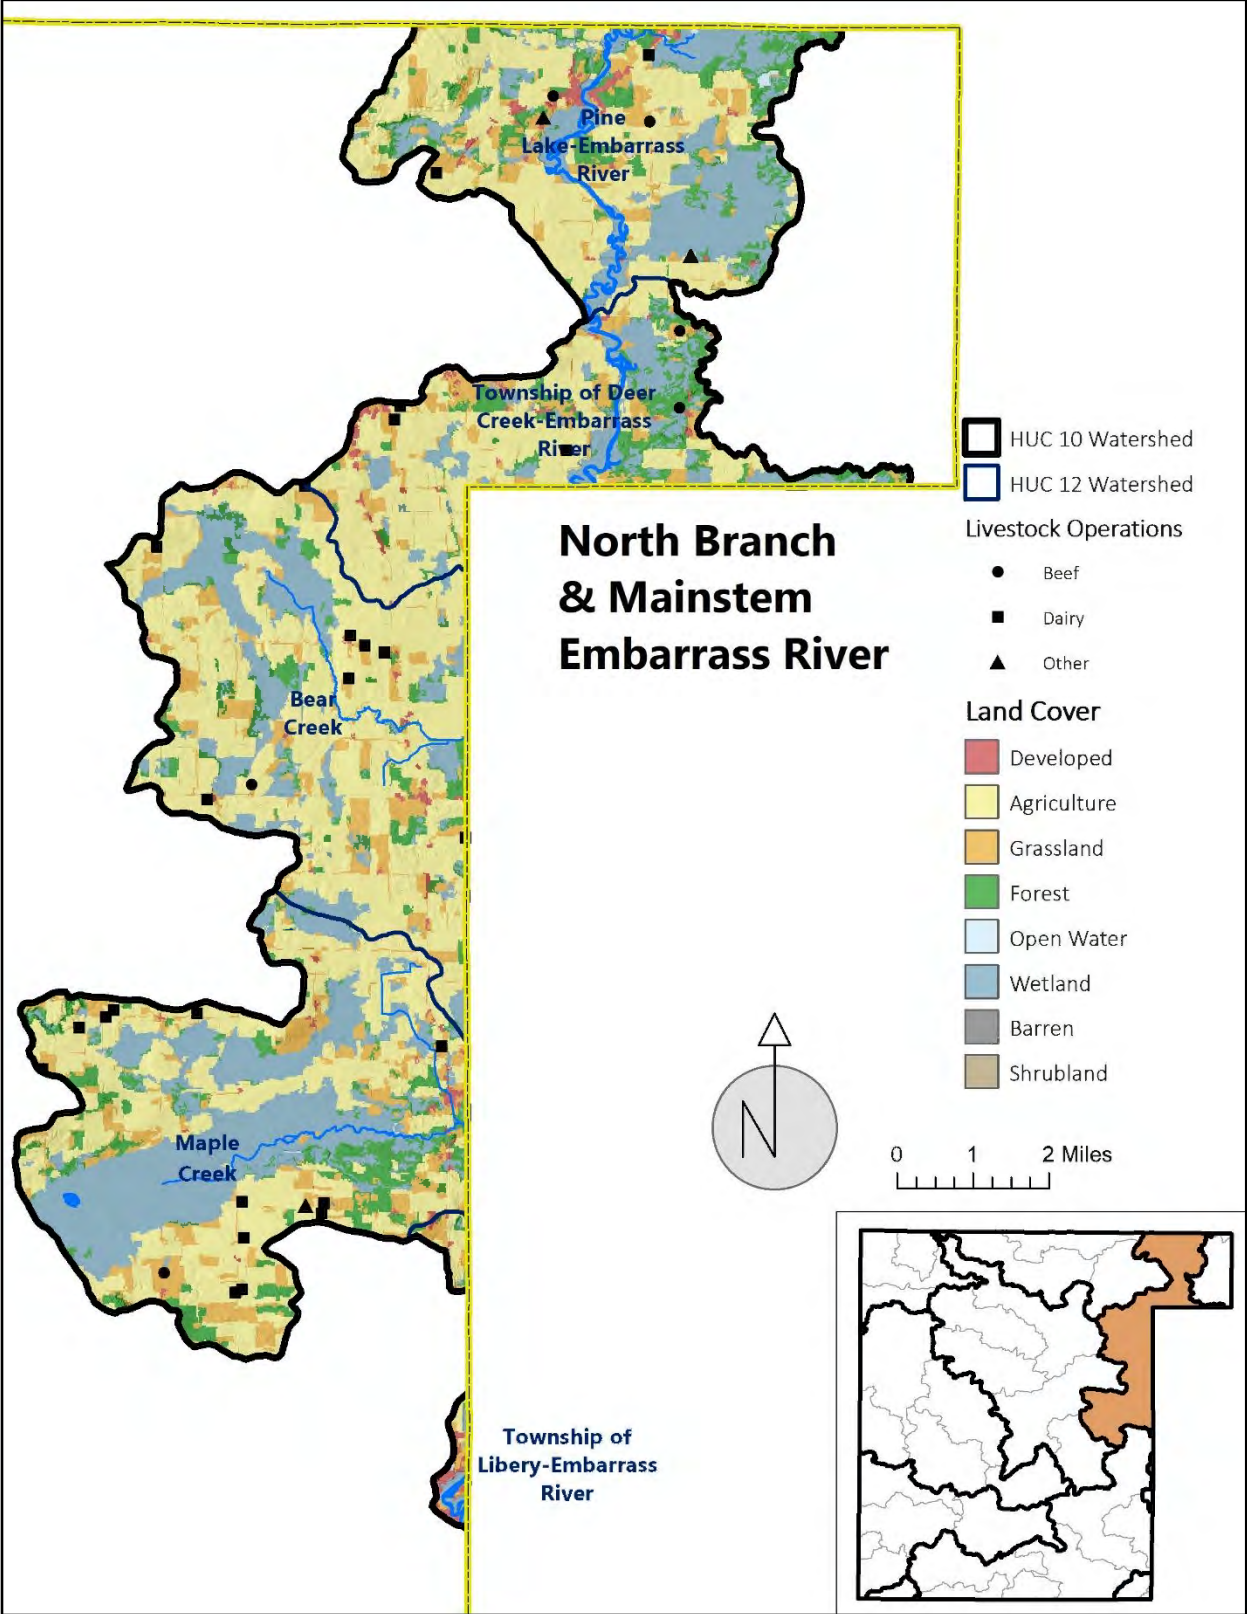 Pine
Lake-Embarrass
River
Township of Deer
Creek-Embarrass
River
North Branch
& Mainstem
Embarrass River
Bear
Creek
Maple
Creek
Township of
Libery-Embarrass
River
HUC 10 Watershed
HUC 12 Watershed
Livestock Operations
Beef
Dairy
Other
Land Cover
Developed
Agriculture
Grassland
Forest
Open Water
Wetland
Barren
Shrubland
N
0 1 2 Miles